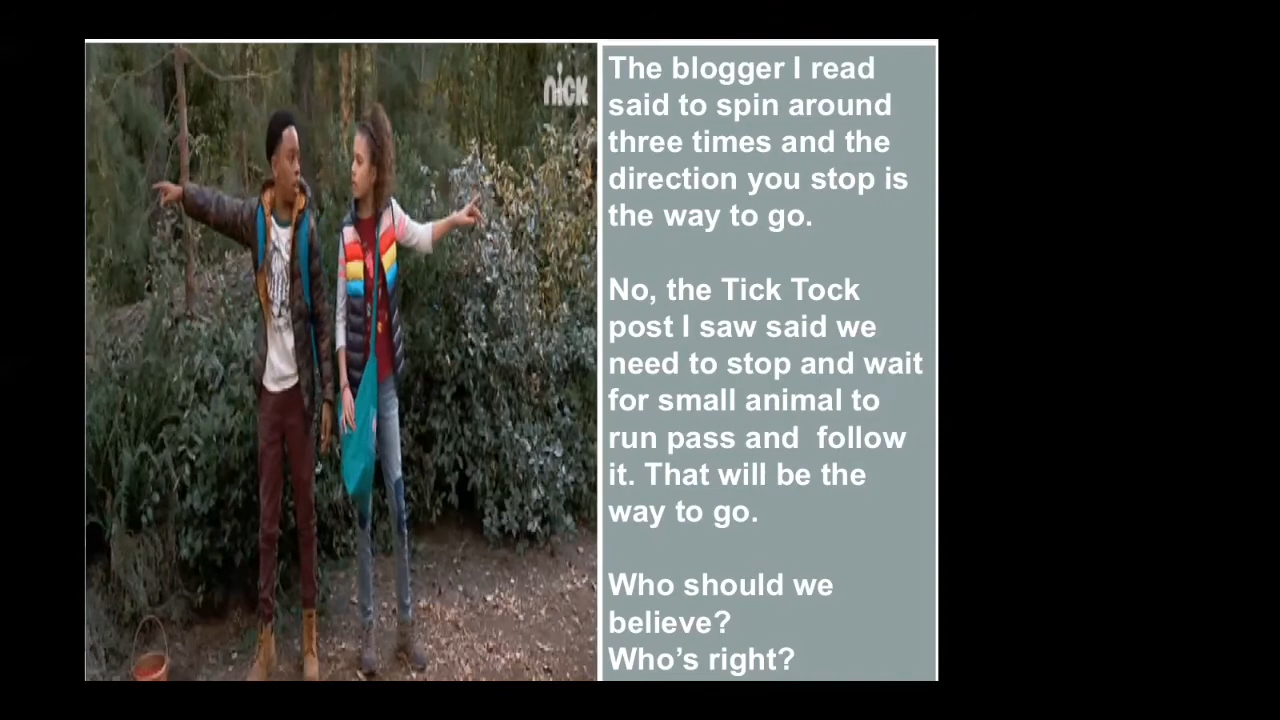 nick
The blogger I read
said to spin around
three times and the
direction you stop is
the way to go.
No, the Tick Tock
post I saw said we
need to stop and wait
for small animal to
run pass and  follow
it. That will be the
way to go.
Who should we
believe?
Who’s right?